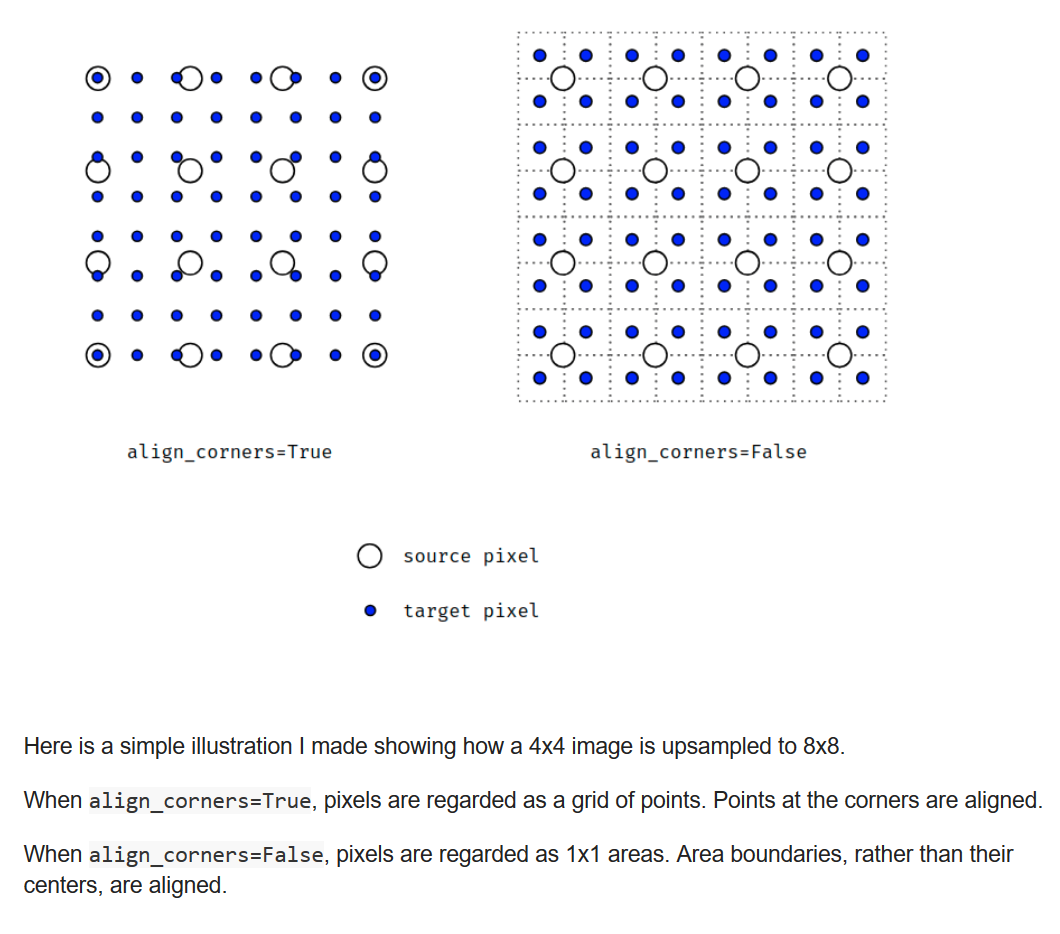 align_corners=True
align_corners=False
source pixel
target pixel
Here is a simple illustration I made showing how a 4x4 image is upsampled to 8x8.
When align_corners=True, pixels are regarded as a grid of points. Points at the corners are aligned.
When align_corners=False, pixels are regarded as 1x1 areas. Area boundaries, rather than their
centers, are aligned.